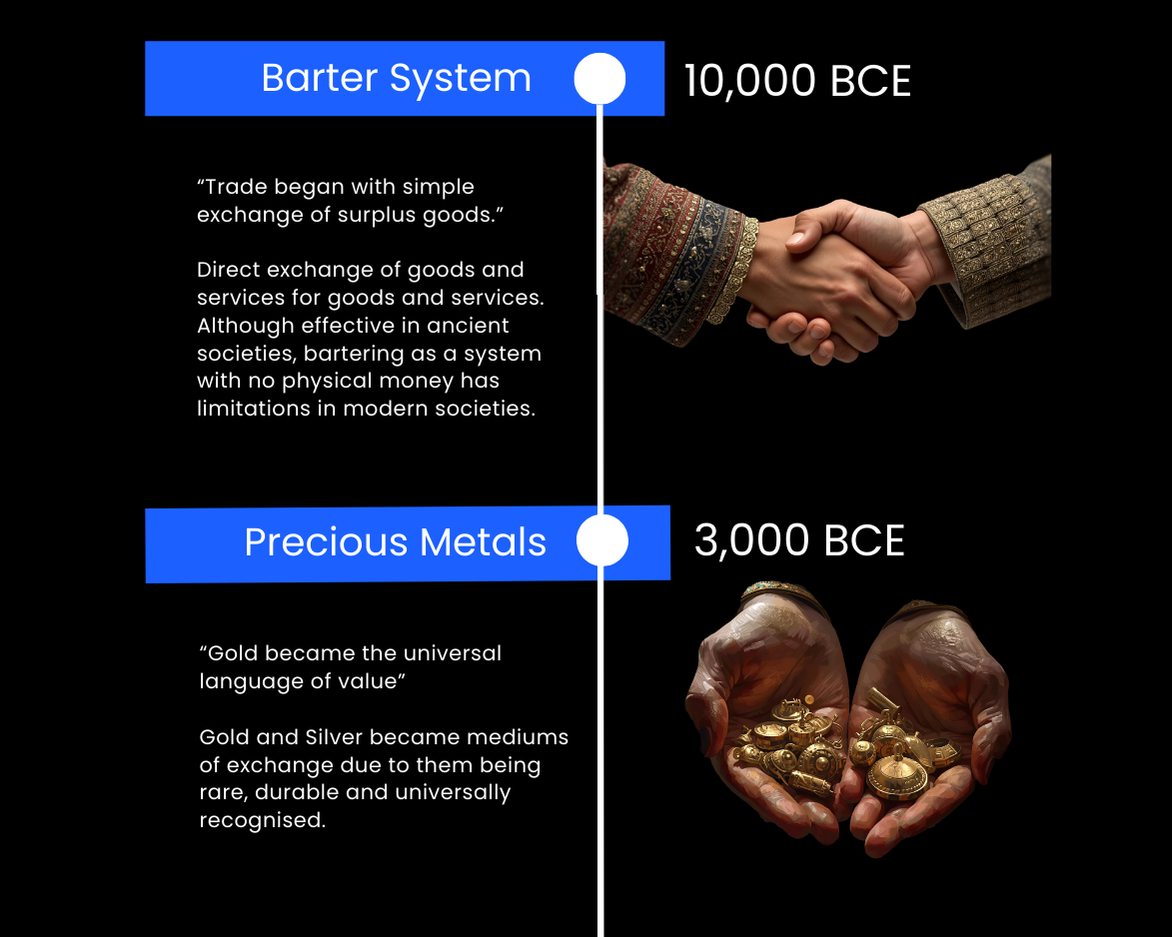 Barter System
10,000 BCE
“Trade began with simple
exchange of surplus goods.”
Direct exchange of goods and
services for goods and services.
Although effective in ancient
societies, bartering as a system
with no physical money has
limitations in modern societies.
Precious Metals
3,000 BCE
“Gold became the universal
language of value”
Gold and Silver became mediums
of exchange due to them being
rare, durable and universally
recognised.